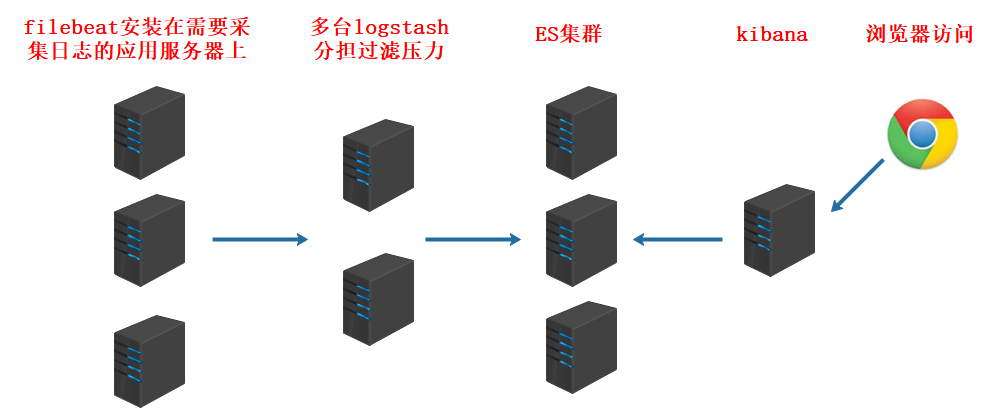 filebeat安装在需要采
集日志的应用服务器上
多台logstash
分担过滤压力
ES集群
kibana
浏览器访问